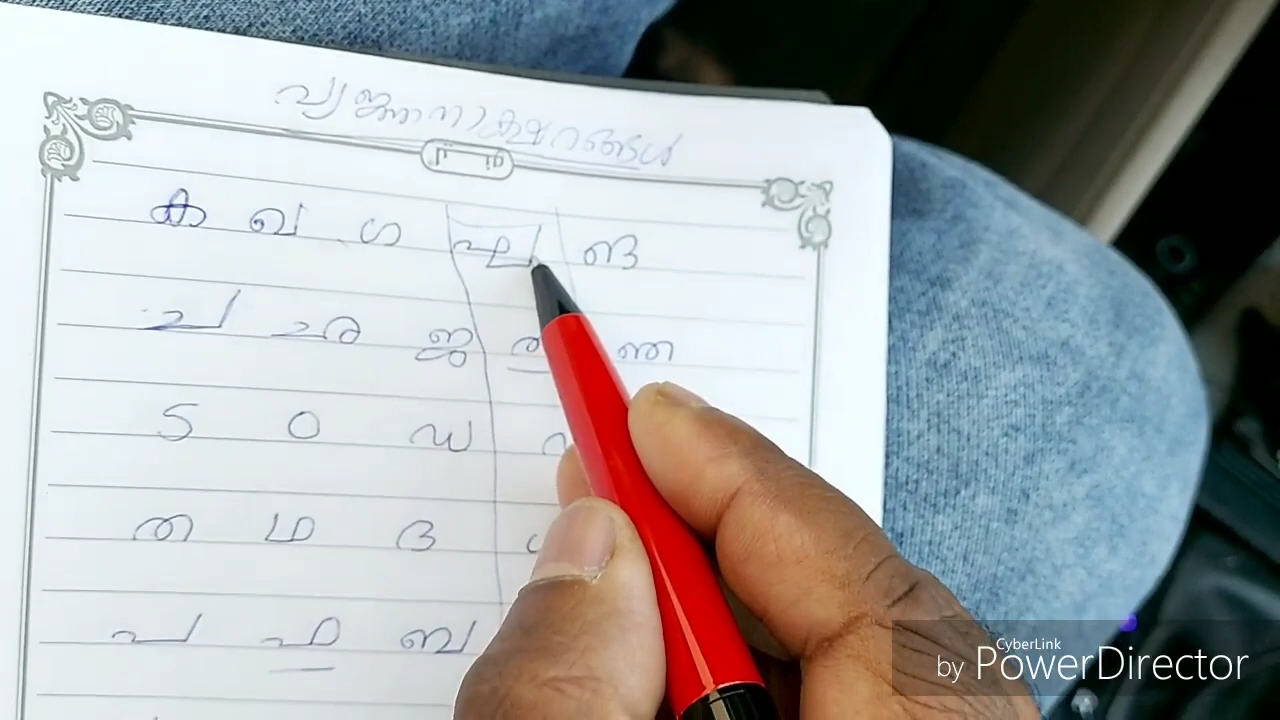 വ്യഞ്ജനാക്ഷരങ്ങൾ
ക ഖ ഗ ഘ ങ
ച ഛ ജ ഞ
ട ഠ ഡ
ത ഥ ദ
പ ഫ ബ
CyberLink
by PowerDirector